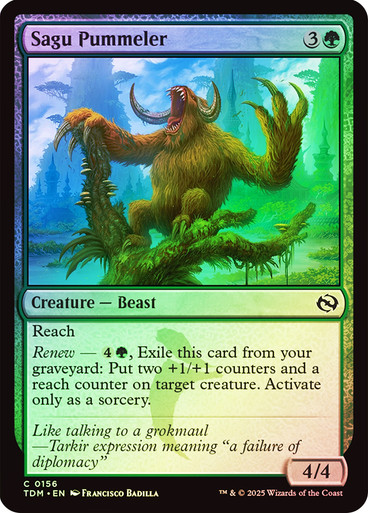 Sagu Pummeler 3
Creature — Beast
Reach
Renew — 4 , Exile this card from your
graveyard: Put two +1/+1 counters and a
reach counter on target creature. Activate
only as a sorcery.
Like talking to a grokmaul
—Tarkir expression meaning “a failure of
diplomacy”
4/4
C 0156
TDM • EN Francisco Badilla
™ & © 2025 Wizards of the Coast